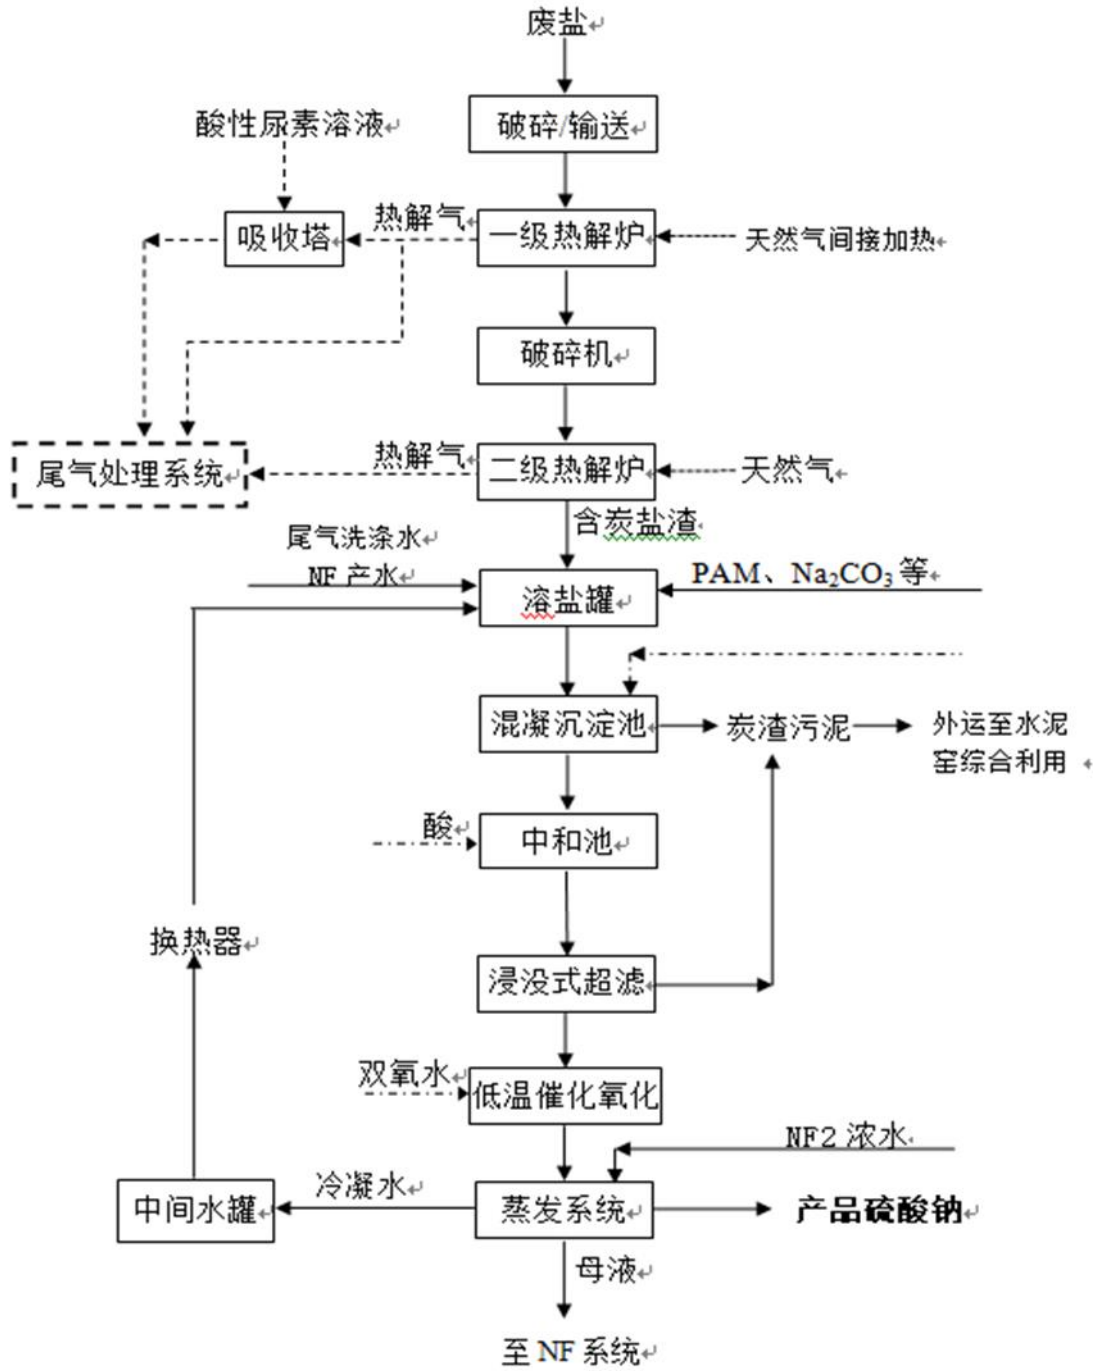 废盐
破碎/输送
酸性尿素溶液
热解气
吸收塔
一级热解炉
天然气间接加热
破碎机
热解气
尾气处理系统
二级热解炉
天然气
含炭盐渣
尾气洗涤水
NF 产水
PAM、Na₂CO₃等
溶盐罐
混凝沉淀池
炭渣污泥
外运至水泥
窑综合利用
酸
中和池
换热器
浸没式超滤
双氧水
低温催化氧化
NF2 浓水
冷凝水
中间水罐
蒸发系统
产品硫酸钠
母液
至 NF 系统